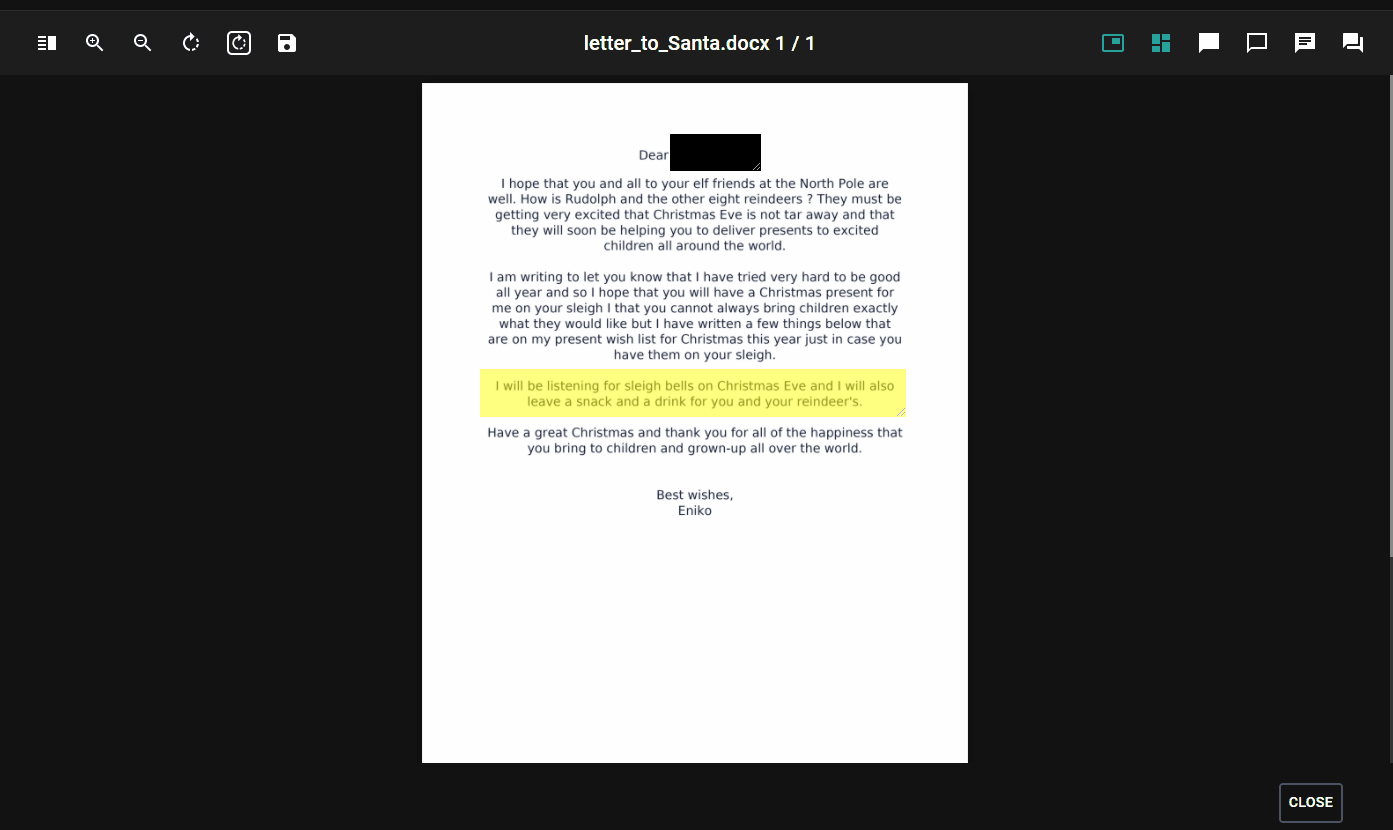 letter_to_Santa.docx 1 / 1
Dear
I hope that you and all to your elf friends at the North Pole are
well. How is Rudolph and the other eight reindeers ? They must be
getting very excited that Christmas Eve is not tar away and that
they will soon be helping you to deliver presents to excited
children all around the world.
I am writing to let you know that I have tried very hard to be good
all year and so I hope that you will have a Christmas present for
me on your sleigh I that you cannot always bring children exactly
what they would like but I have written a few things below that
are on my present wish list for Christmas this year just in case you
have them on your sleigh.
I will be listening for sleigh bells on Christmas Eve and I will also
leave a snack and a drink for you and your reindeer's.
Have a great Christmas and thank you for all of the happiness that
you bring to children and grown-up all over the world.
Best wishes,
Eniko
CLOSE